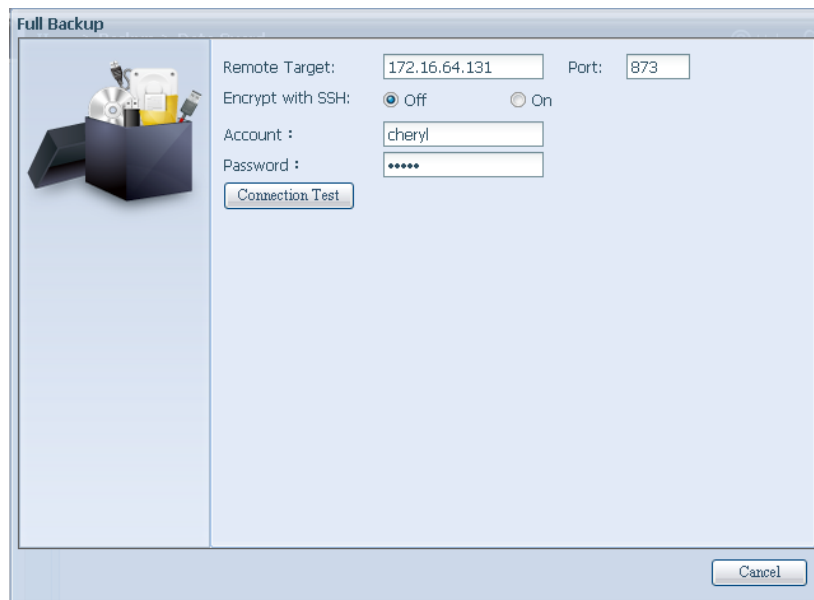 Full Backup
Remote Target: 172.16.64.131 Port: 873
Encrypt with SSH: Off On
Account : cheryl
Password : •••••
Connection Test
Cancel